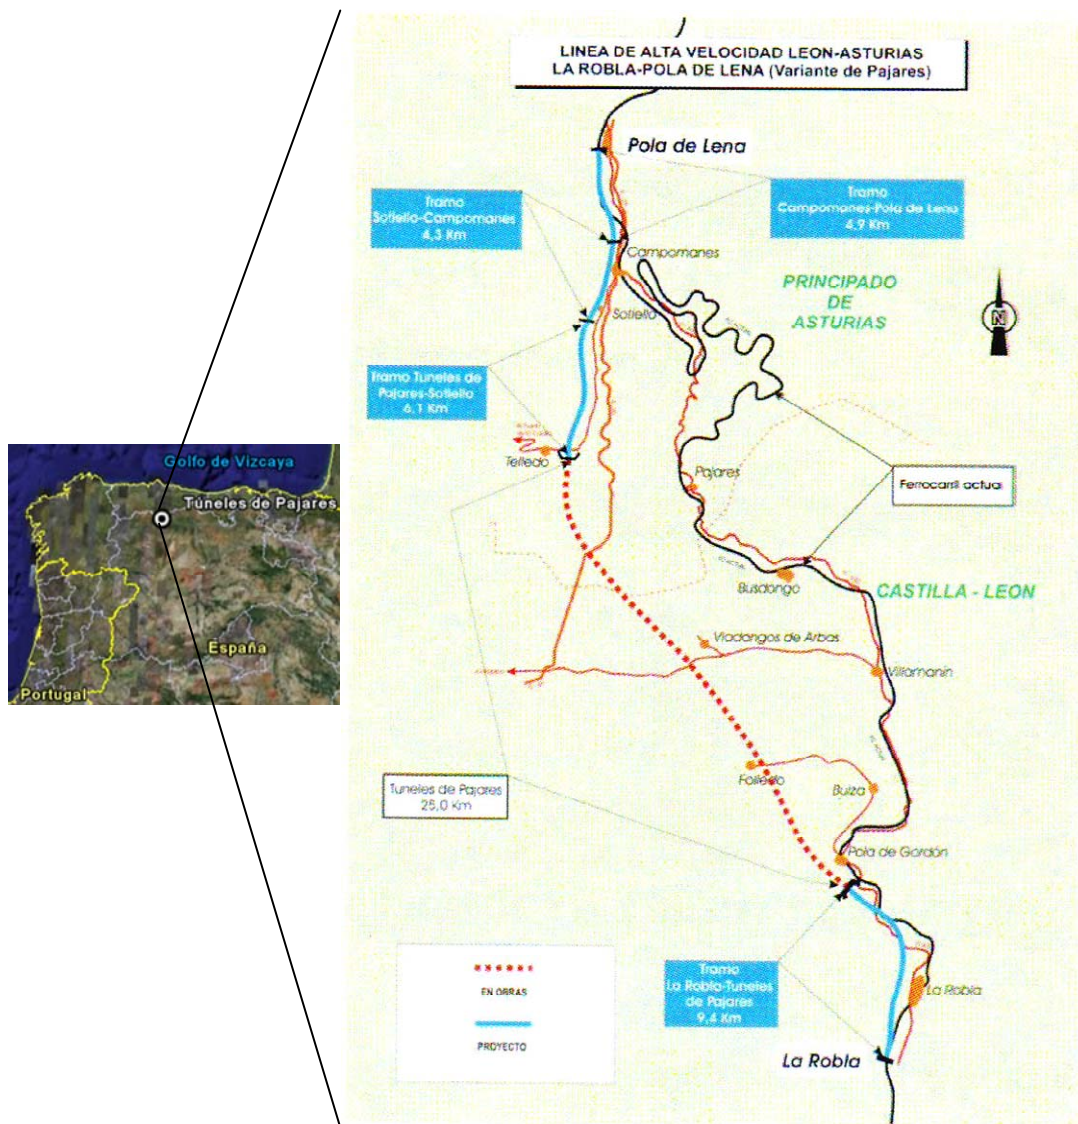 LINEA DE ALTA VELOCIDAD LEON-ASTURIAS
LA ROBLA-POLA DE LENA (Variante de Pajares)
Pola de Lena
Tramo
Sotiello-Campomanes
4,3 Km
Tramo
Campomanes-Pola de Lena
4,9 Km
Campomanes
PRINCIPADO
DE
ASTURIAS
N
Sotiello
Tramo Tuneles de
Pajares-Sotiello
6,1 Km
Telledo
Pajares
Ferrocarril actual
Golfo de Vizcaya
Túneles de Pajares
España
Portugal
Busdongo
CASTILLA - LEON
Viadangos de Arbas
Villamanín
Folledo
Buiza
Tuneles de Pajares
25,0 Km
Pola de Gordón
Tramo
La Robla-Tuneles
de Pajares
9,4 Km
La Robla
EN OBRAS
PROYECTO
La Robla